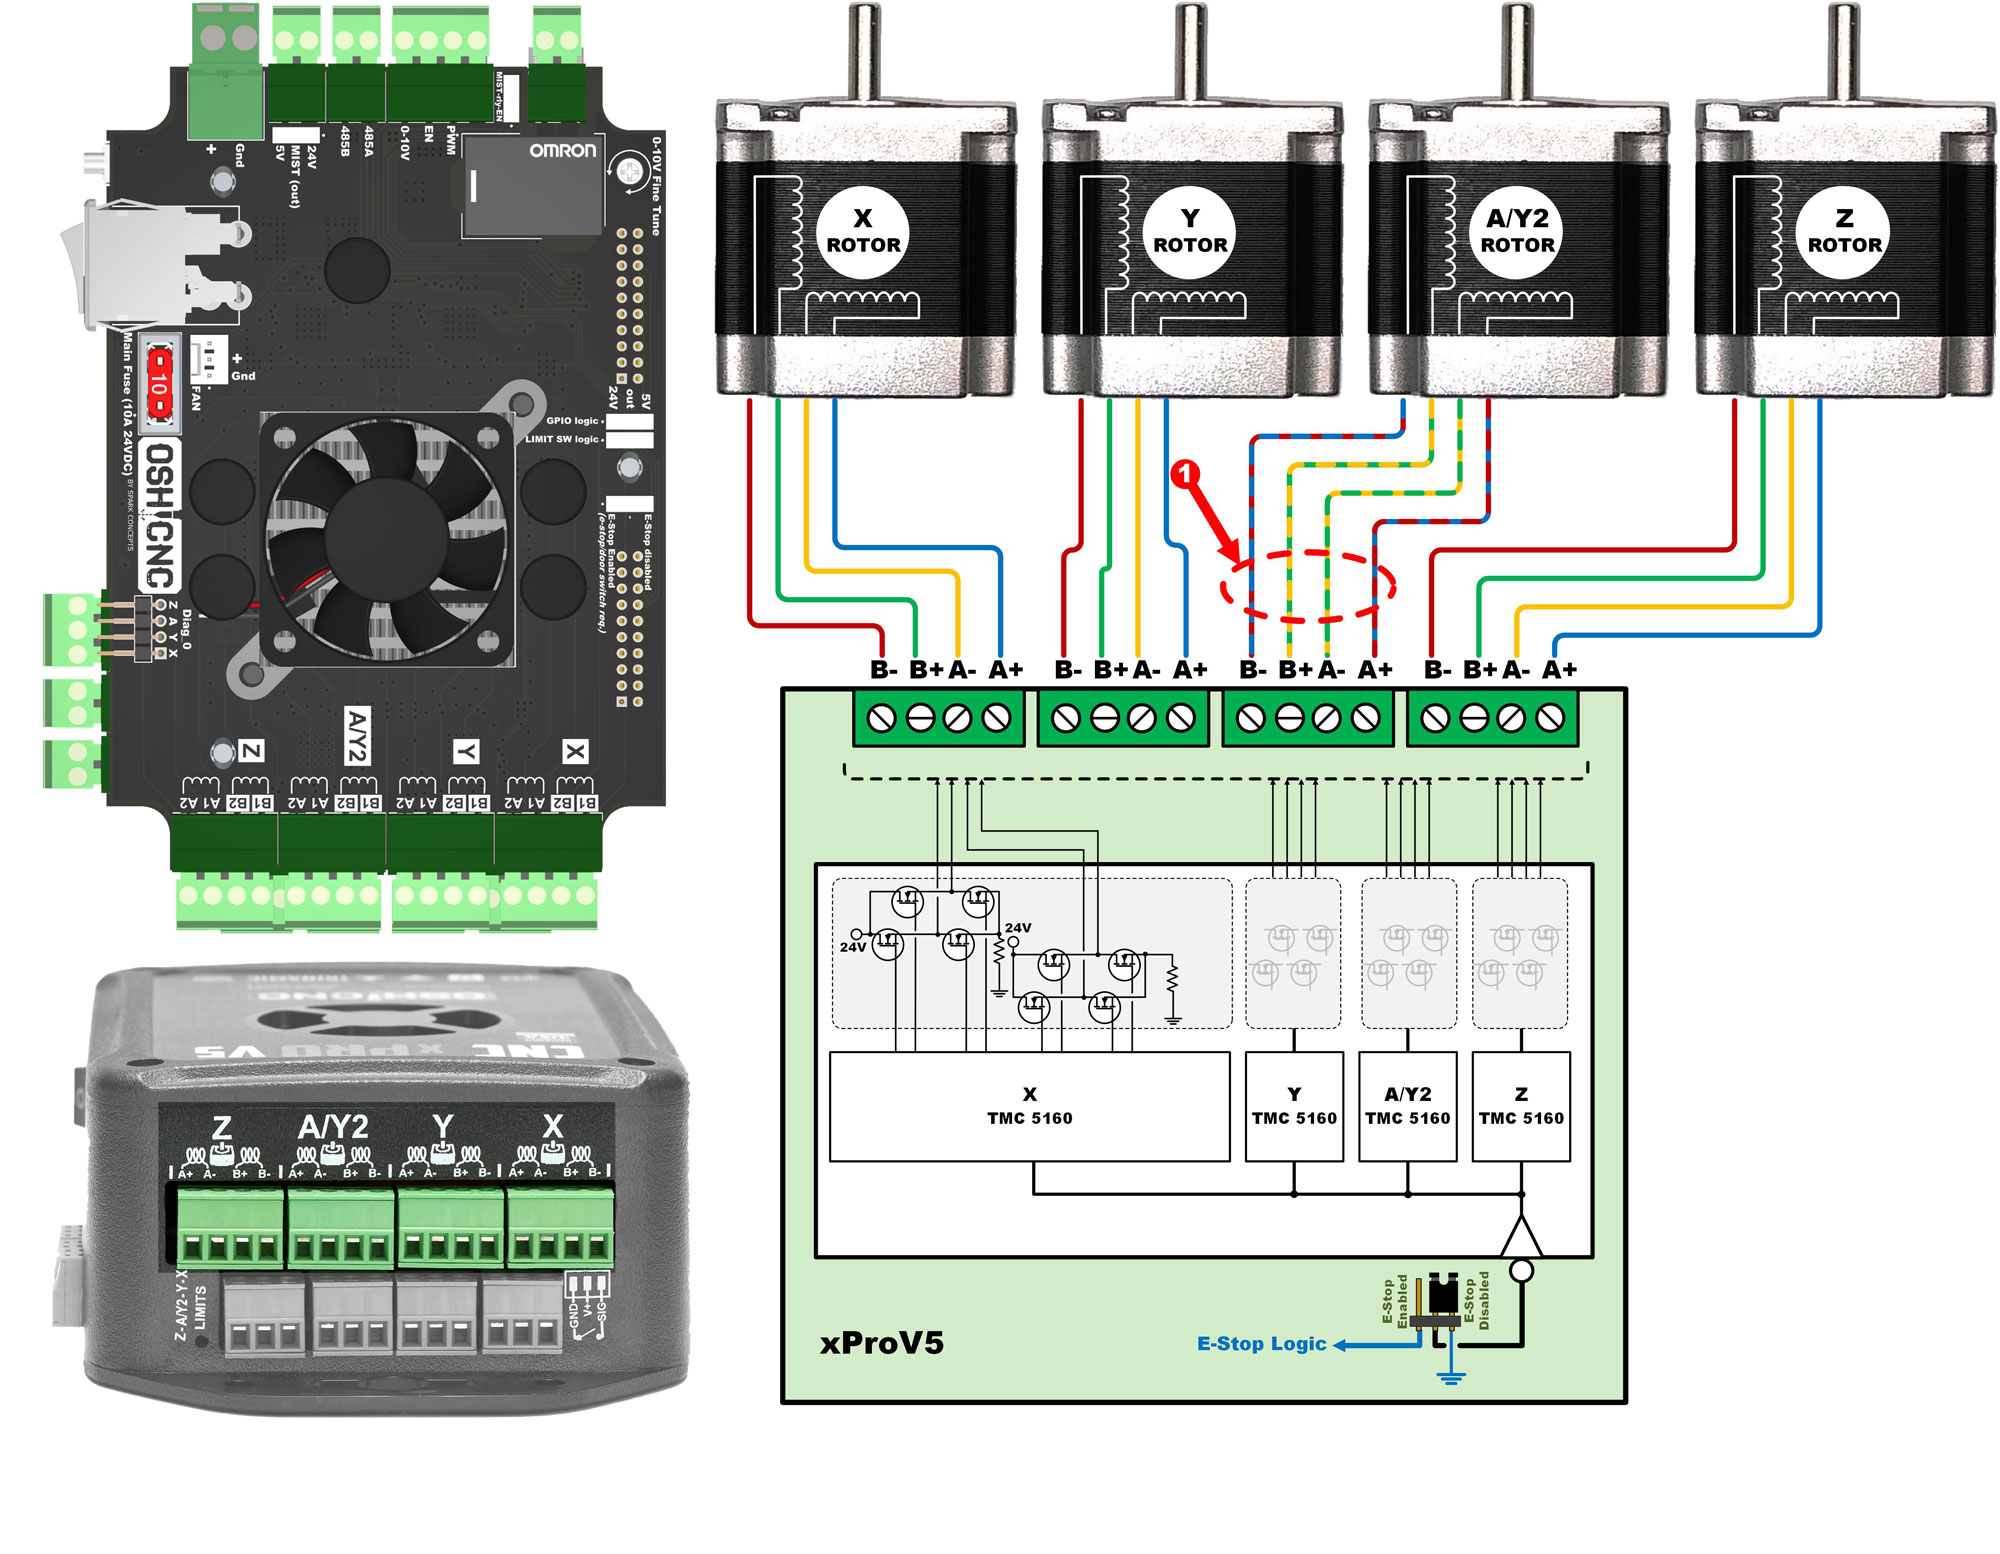 +
Gnd
5V
MIST (out)
24V
485B
485A
0-10V
EN
PWM
MIST-rly-EN
OMRON
0-10V Fine Tune
Main Fuse (10A 24VDC)
10
+
Gnd
FAN
24V
out
5V
GPIO logic
LIMIT SW logic
OSHCNC
BY SPARK CONCEPTS
E-Stop Enabled
(e-stop/door switch req.)
E-Stop disabled
Z
A
Y
X
Diag_0
Z
A/Y2
Y
X
A2 A1 B2 B1
A2 A1 B2 B1
A2 A1 B2 B1
A2 A1 B2 B1
CNC xPRO V5
Z A/Y2 Y X
A+ A- B+ B-
A+ A- B+ B-
A+ A- B+ B-
A+ A- B+ B-
Z-A/Y2-Y-X
LIMITS
GND
V+
SIG
X
ROTOR
Y
ROTOR
A/Y2
ROTOR
Z
ROTOR
1
B- B+ A- A+
B- B+ A- A+
B- B+ A- A+
B- B+ A- A+
24V
24V
X
TMC 5160
Y
TMC 5160
A/Y2
TMC 5160
Z
TMC 5160
E-Stop
Enabled
E-Stop
Disabled
E-Stop Logic
xProV5